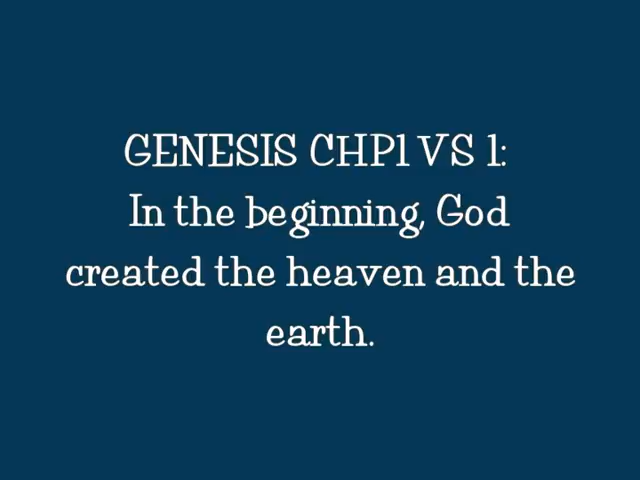 GENESIS CHP1 VS 1:
In the beginning, God
created the heaven and the
earth.